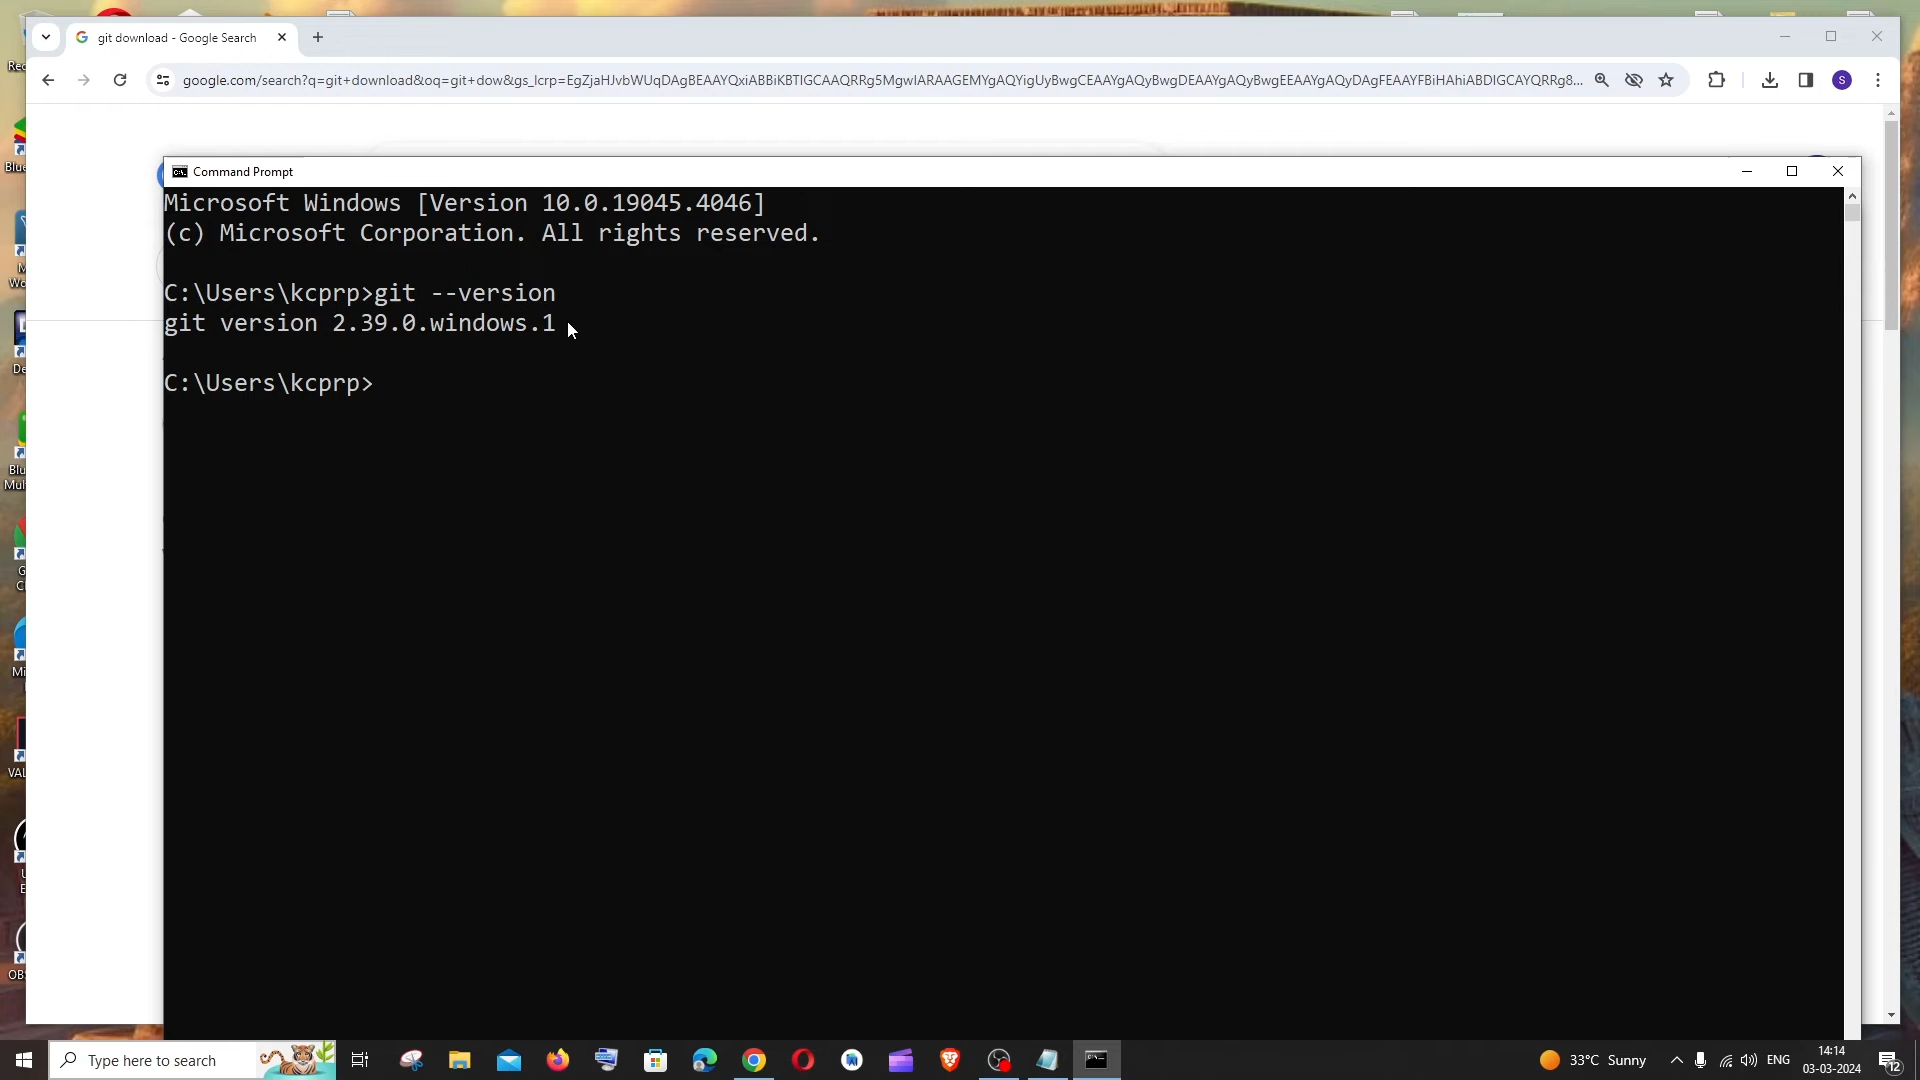 git download - Google Search
google.com/search?q=git+download&oq=git+dow&gs_lcrp=EgZjaHJvbWUqDAgBEAAYQxiABBiKBTIGCAAQRRg5MgwIARAAGEMYgAQYigUyBwgCEAAYgAQyBwgDEAAYgAQyBwgEEAAYgAQyDAgFEAAYFBiHAhiABDIGCAYQRRg8...
S
Command Prompt
Microsoft Windows [Version 10.0.19045.4046]
(c) Microsoft Corporation. All rights reserved.
C:\Users\kcprp>git --version
git version 2.39.0.windows.1
C:\Users\kcprp>
Type here to search
33°C Sunny
ENG
14:14
03-03-2024
12